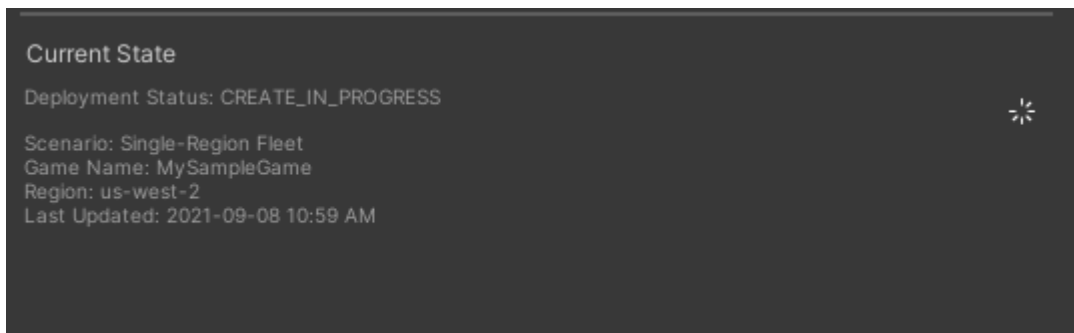 Current State
Deployment Status: CREATE_IN_PROGRESS
Scenario: Single-Region Fleet
Game Name: MySampleGame
Region: us-west-2
Last Updated: 2021-09-08 10:59 AM